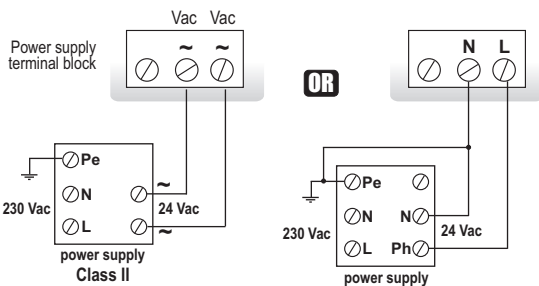 Vac Vac
Power supply
terminal block
~ ~
Pe
N
L
230 Vac
~
24 Vac
~
power supply
Class II
OR
N L
Pe
N N
L Ph
230 Vac
24 Vac
power supply